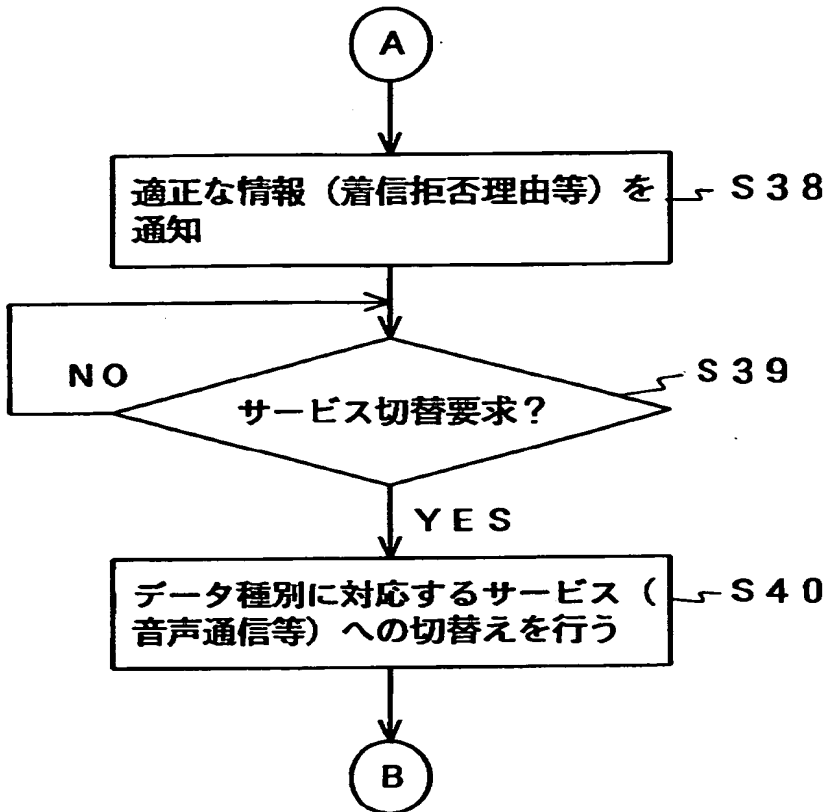 A
適正な情報（着信拒否理由等）を
通知
S38
NO
サービス切替要求？
S39
YES
データ種別に対応するサービス（
音声通信等）への切替えを行う
S40
B